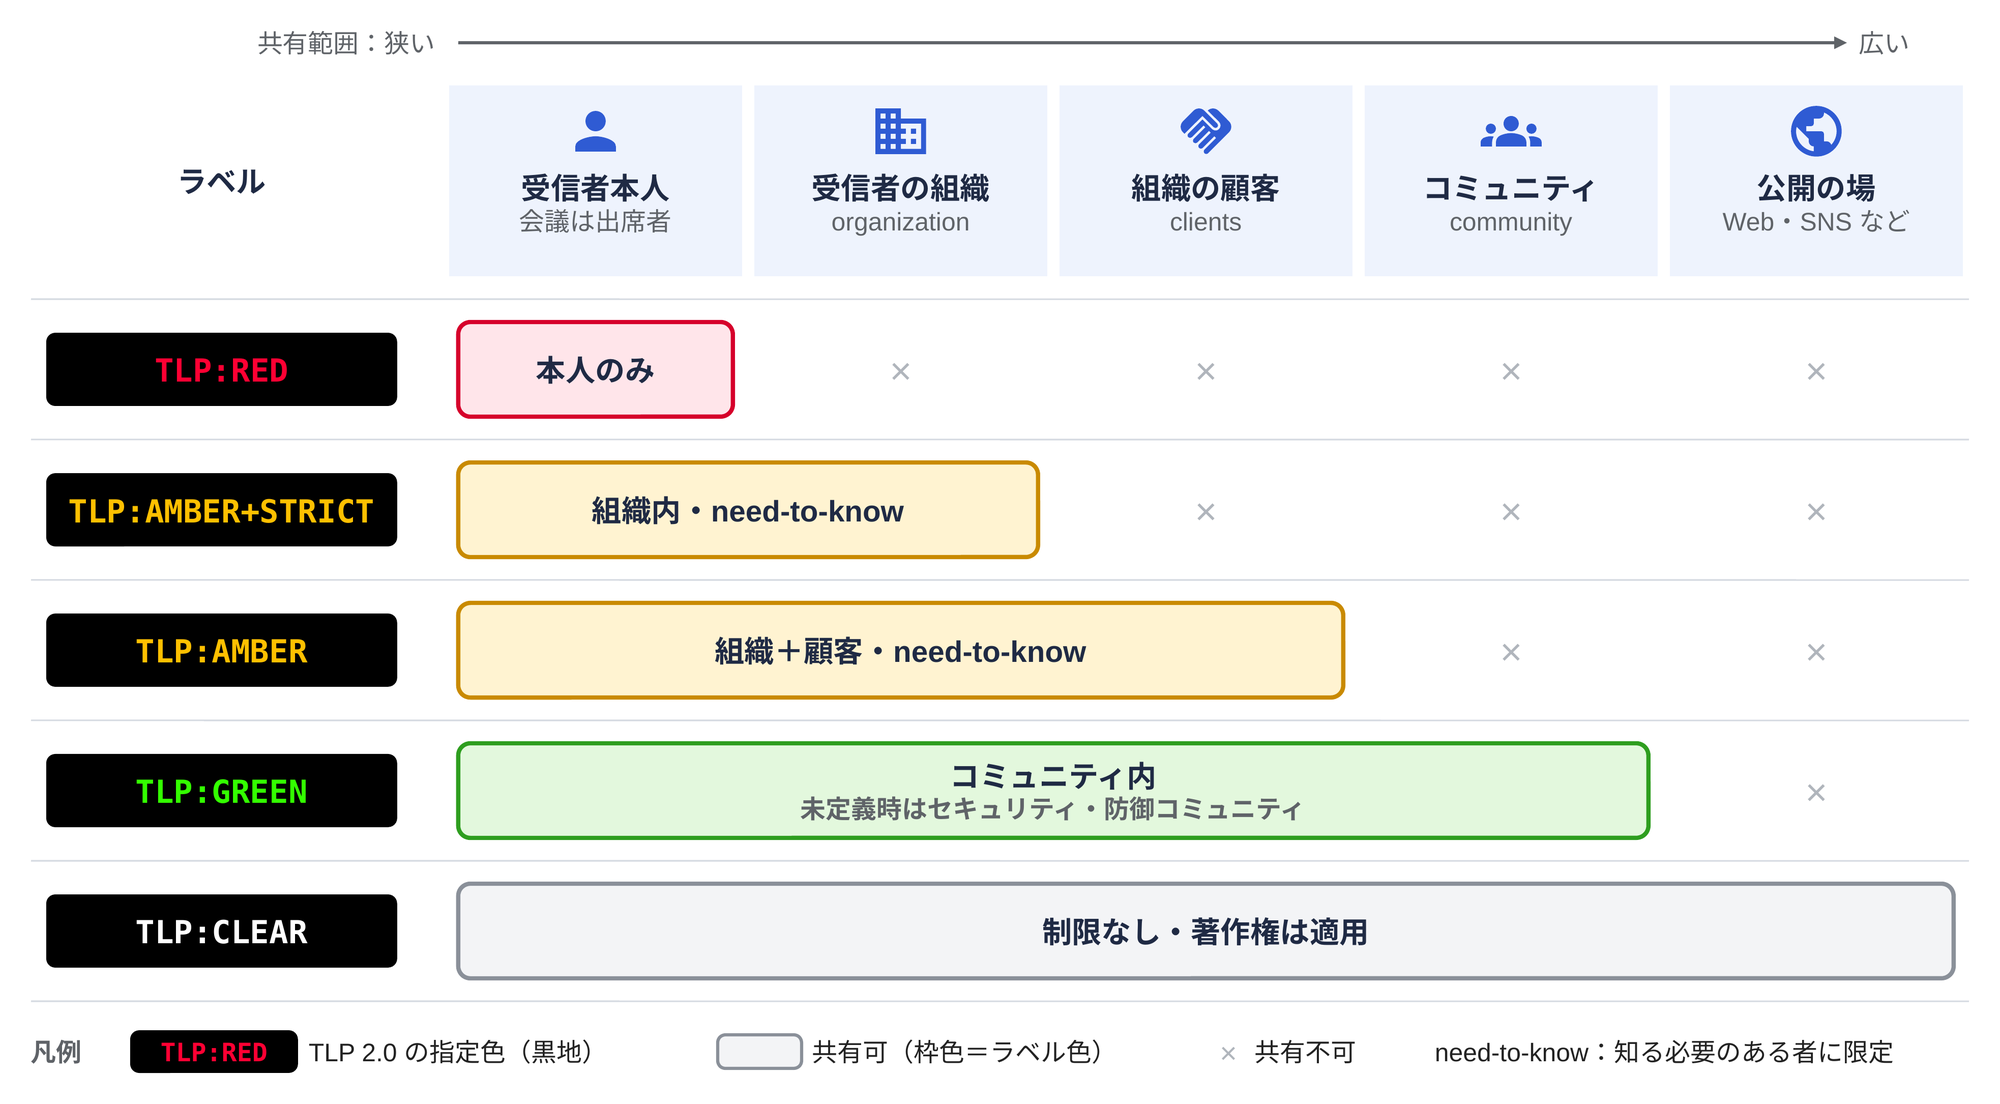 共有範囲：狭い
広い
ラベル
受信者本人
会議は出席者
受信者の組織
organization
組織の顧客
clients
コミュニティ
community
公開の場
Web・SNS など
TLP:RED
本人のみ
×
×
×
×
TLP:AMBER+STRICT
組織内・need-to-know
×
×
×
TLP:AMBER
組織＋顧客・need-to-know
×
×
TLP:GREEN
コミュニティ内
未定義時はセキュリティ・防御コミュニティ
×
TLP:CLEAR
制限なし・著作権は適用
凡例
TLP:RED
TLP 2.0 の指定色（黒地）
共有可（枠色＝ラベル色）
× 共有不可
need-to-know：知る必要のある者に限定